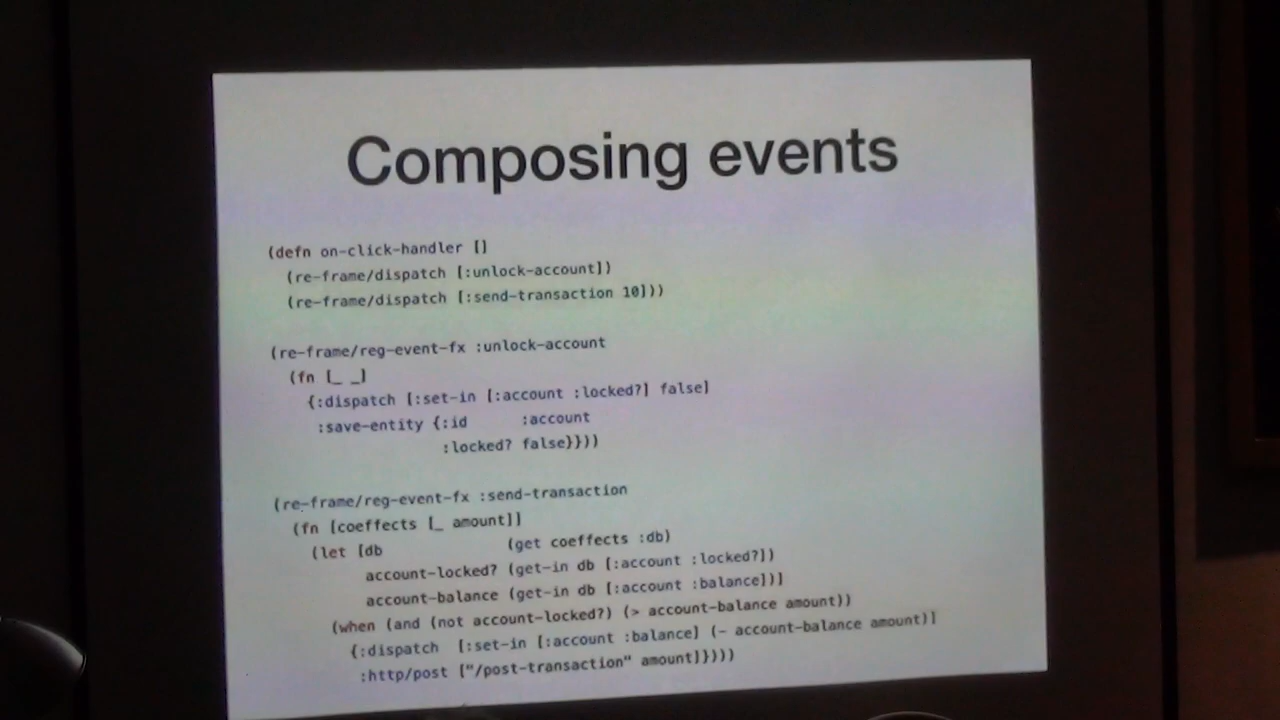 Composing events
(defn on-click-handler []
  (re-frame/dispatch [:unlock-account])
  (re-frame/dispatch [:send-transaction 10]))
(re-frame/reg-event-fx :unlock-account
  (fn [_ _]
    {:dispatch [:set-in [:account :locked?] false]
     :save-entity {:id      :account
                   :locked? false}}))
(re-frame/reg-event-fx :send-transaction
  (fn [coeffects [_ amount]]
    (let [db              (get coeffects :db)
          account-locked? (get-in db [:account :locked?])
          account-balance (get-in db [:account :balance])]
      (when (and (not account-locked?) (> account-balance amount))
        {:dispatch  [:set-in [:account :balance] (- account-balance amount)]
         :http/post ["/post-transaction" amount]})))